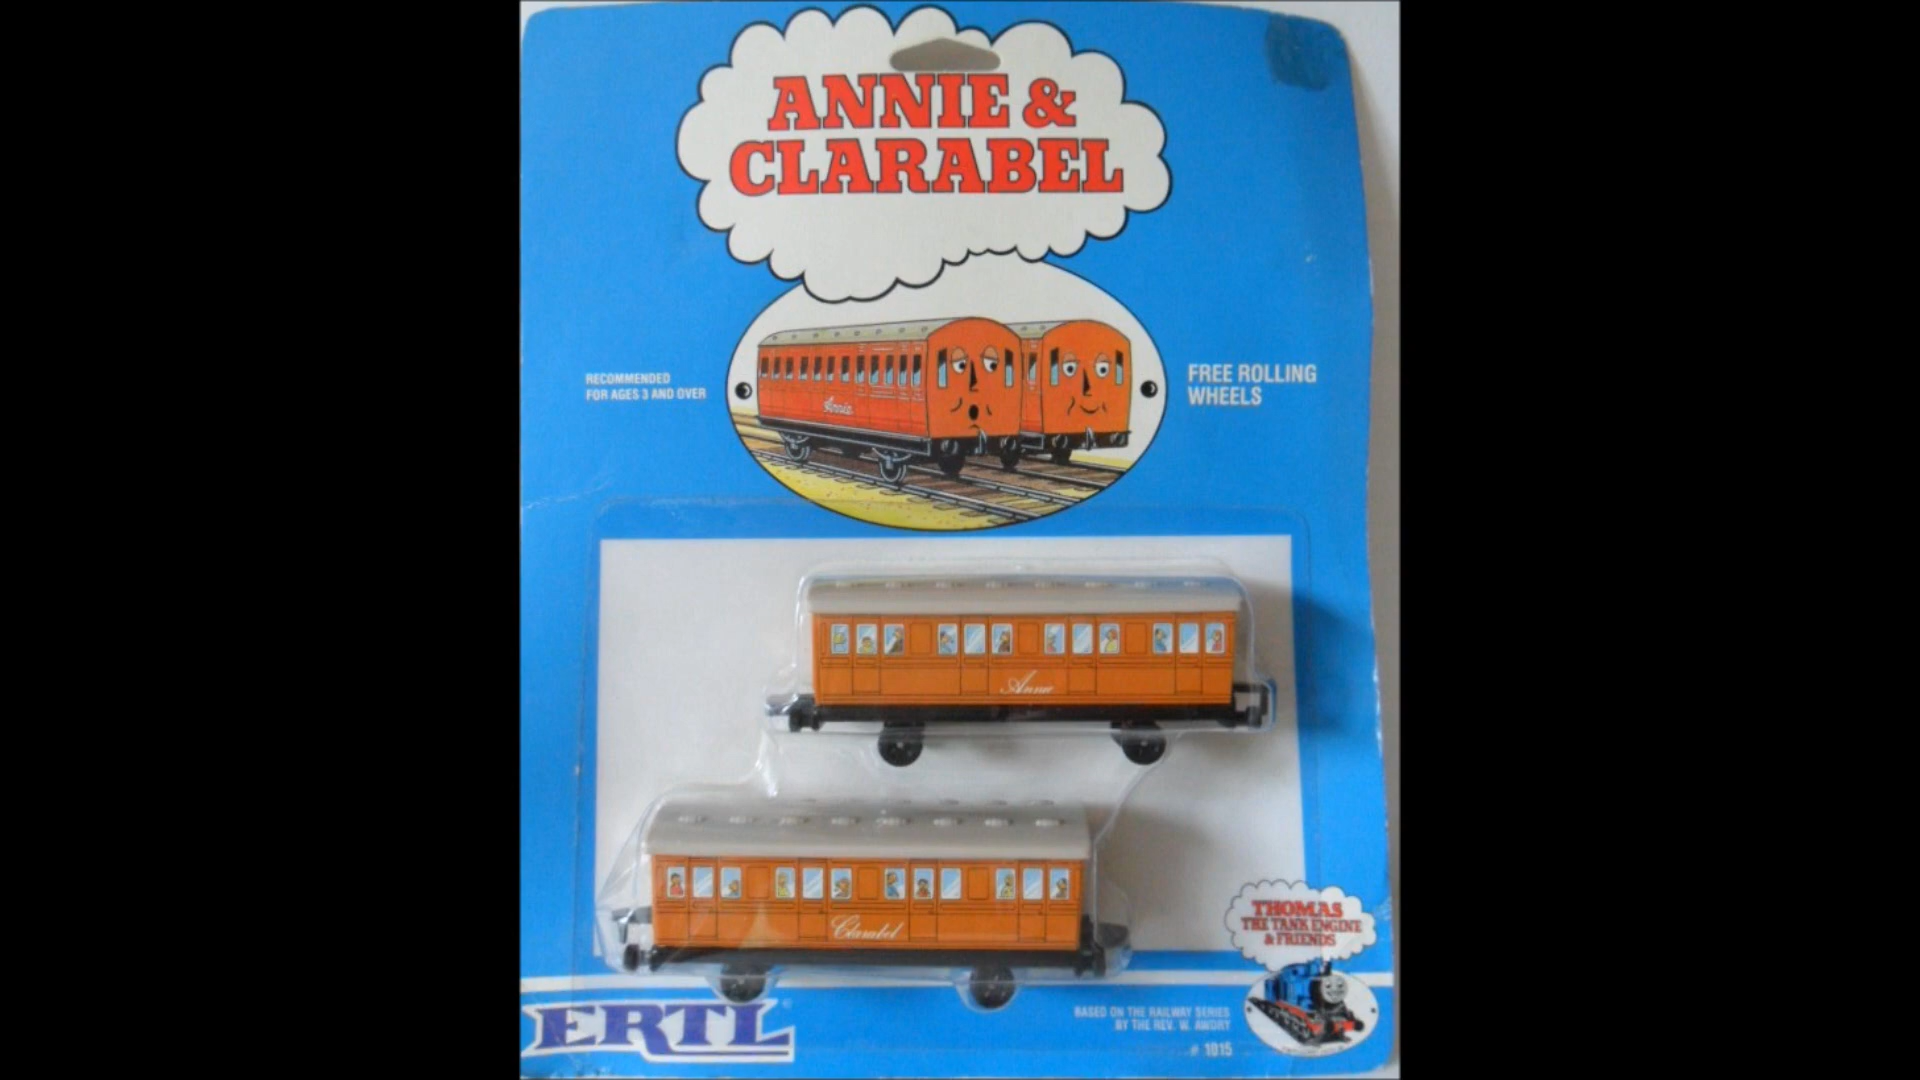 ANNIE &
CLARABEL
RECOMMENDED
FOR AGES 3 AND OVER
FREE ROLLING
WHEELS
Annie
Annie
Clarabel
THOMAS
THE TANK ENGINE
& FRIENDS
ERTL
BASED ON THE RAILWAY SERIES
BY THE REV. W. AWDRY
# 1015